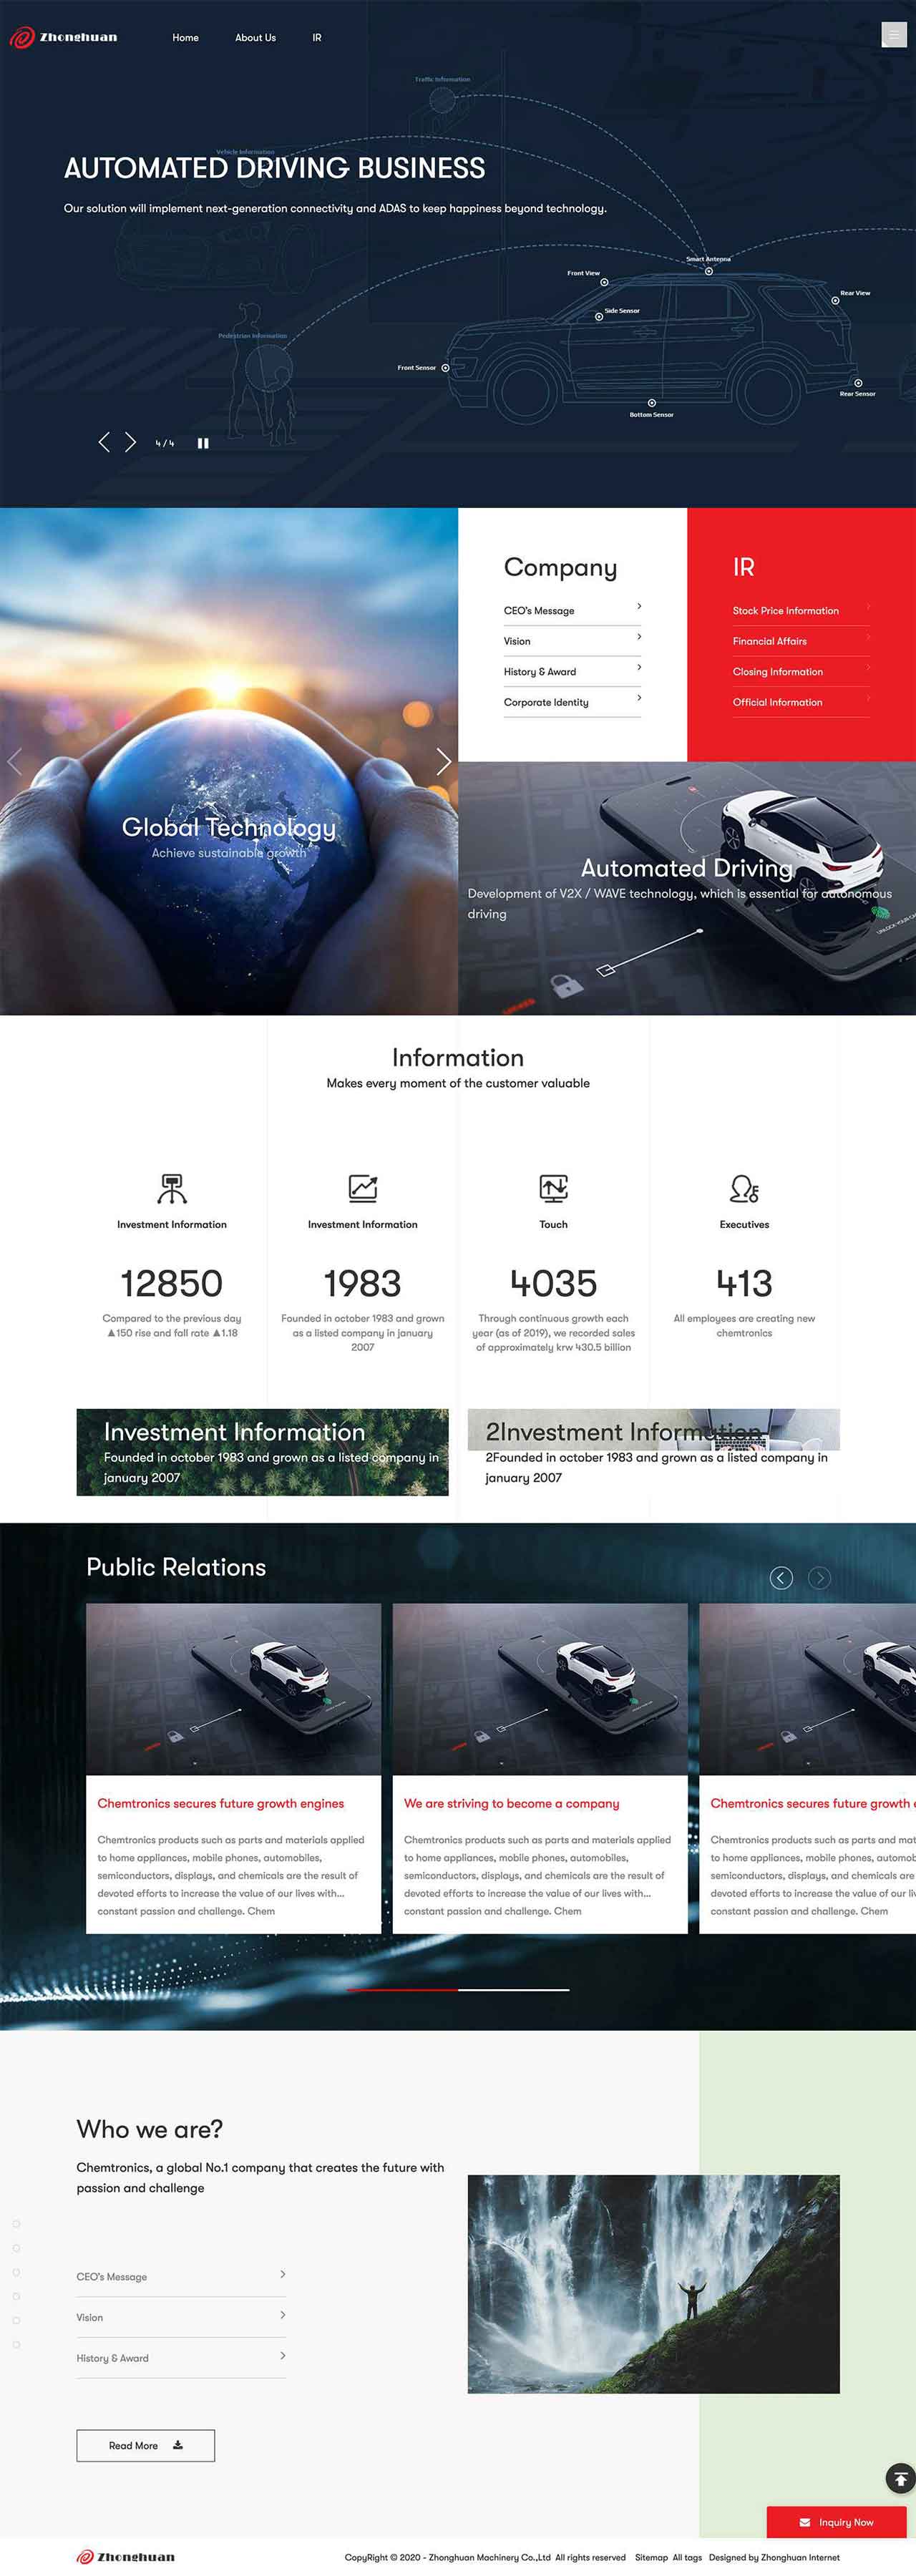 Zhonghuan
Home
About Us
IR
Traffic Information
Vehicle Information
AUTOMATED DRIVING BUSINESS
Our solution will implement next-generation connectivity and ADAS to keep happiness beyond technology.
Smart Antenna
Front View
Rear View
Side Sensor
Pedestrian Information
Front Sensor
Rear Sensor
Bottom Sensor
4 / 4
Company
CEO's Message
Vision
History & Award
Corporate Identity
IR
Stock Price Information
Financial Affairs
Closing Information
Official Information
Global Technology
Achieve sustainable growth
Automated Driving
Development of V2X / WAVE technology, which is essential for autonomous
driving
Information
Makes every moment of the customer valuable
Investment Information
12850
Compared to the previous day
▲150 rise and fall rate ▲1.18
Investment Information
1983
Founded in october 1983 and grown
as a listed company in january
2007
Touch
4035
Through continuous growth each
year (as of 2019), we recorded sales
of approximately krw 430.5 billion
Executives
413
All employees are creating new
chemtronics
Investment Information
Founded in october 1983 and grown as a listed company in
january 2007
2Investment Information
2Founded in october 1983 and grown as a listed company in
january 2007
Public Relations
Chemtronics secures future growth engines
Chemtronics products such as parts and materials applied
to home appliances, mobile phones, automobiles,
semiconductors, displays, and chemicals are the result of
devoted efforts to increase the value of our lives with...
constant passion and challenge. Chem
We are striving to become a company
Chemtronics products such as parts and materials applied
to home appliances, mobile phones, automobiles,
semiconductors, displays, and chemicals are the result of
devoted efforts to increase the value of our lives with...
constant passion and challenge. Chem
Chemtronics secures future growth
Chemtronics products such as parts and
to home appliances, mobile phones,
semiconductors, displays, and chemicals are
devoted efforts to increase the value of our
constant passion and challenge. Chem
Who we are?
Chemtronics, a global No.1 company that creates the future with
passion and challenge
CEO's Message
Vision
History & Award
Read More
Inquiry Now
Zhonghuan
CopyRight © 2020 - Zhonghuan Machinery Co.,Ltd All rights reserved Sitemap All tags Designed by Zhonghuan Internet